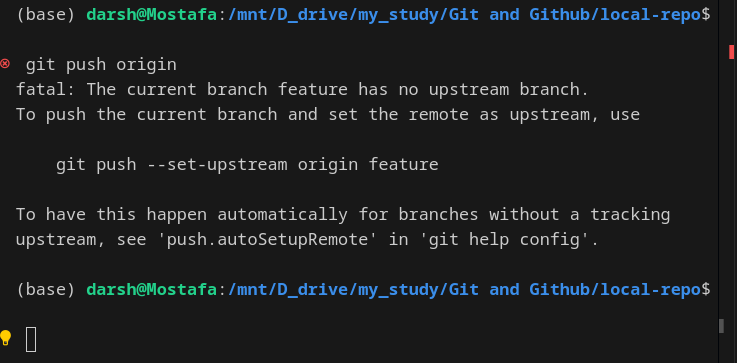 (base) darsh@Mostafa:/mnt/D_drive/my_study/Git and Github/local-repo$
git push origin
fatal: The current branch feature has no upstream branch.
To push the current branch and set the remote as upstream, use
git push --set-upstream origin feature
To have this happen automatically for branches without a tracking
upstream, see 'push.autoSetupRemote' in 'git help config'.
(base) darsh@Mostafa:/mnt/D_drive/my_study/Git and Github/local-repo$